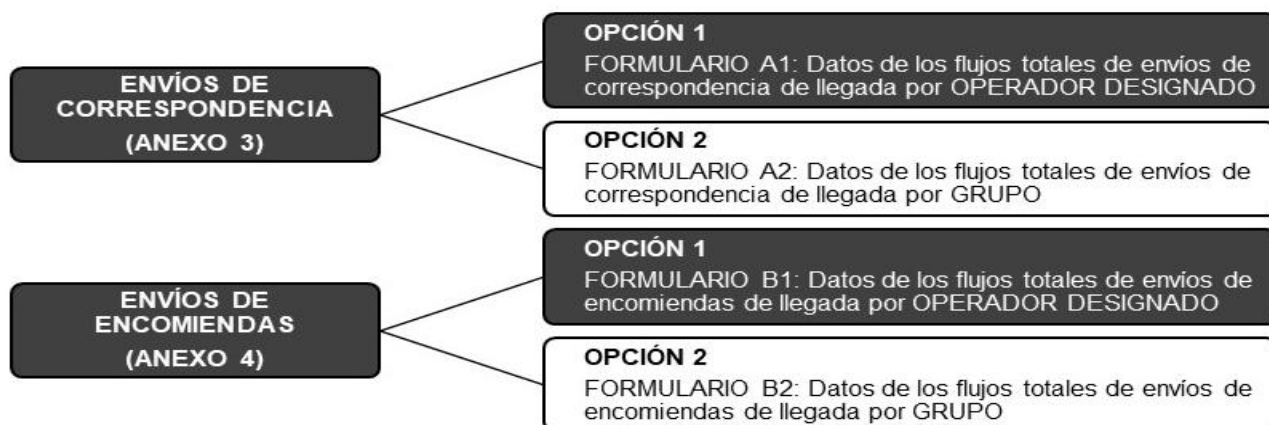 ENVÍOS DE
CORRESPONDENCIA
(ANEXO 3)
OPCIÓN 1
FORMULARIO A1: Datos de los flujos totales de envíos de
correspondencia de llegada por OPERADOR DESIGNADO
OPCIÓN 2
FORMULARIO A2: Datos de los flujos totales de envíos de
correspondencia de llegada por GRUPO
ENVÍOS DE
ENCOMIENDAS
(ANEXO 4)
OPCIÓN 1
FORMULARIO B1: Datos de los flujos totales de envíos de
encomiendas de llegada por OPERADOR DESIGNADO
OPCIÓN 2
FORMULARIO B2: Datos de los flujos totales de envíos de
encomiendas de llegada por GRUPO